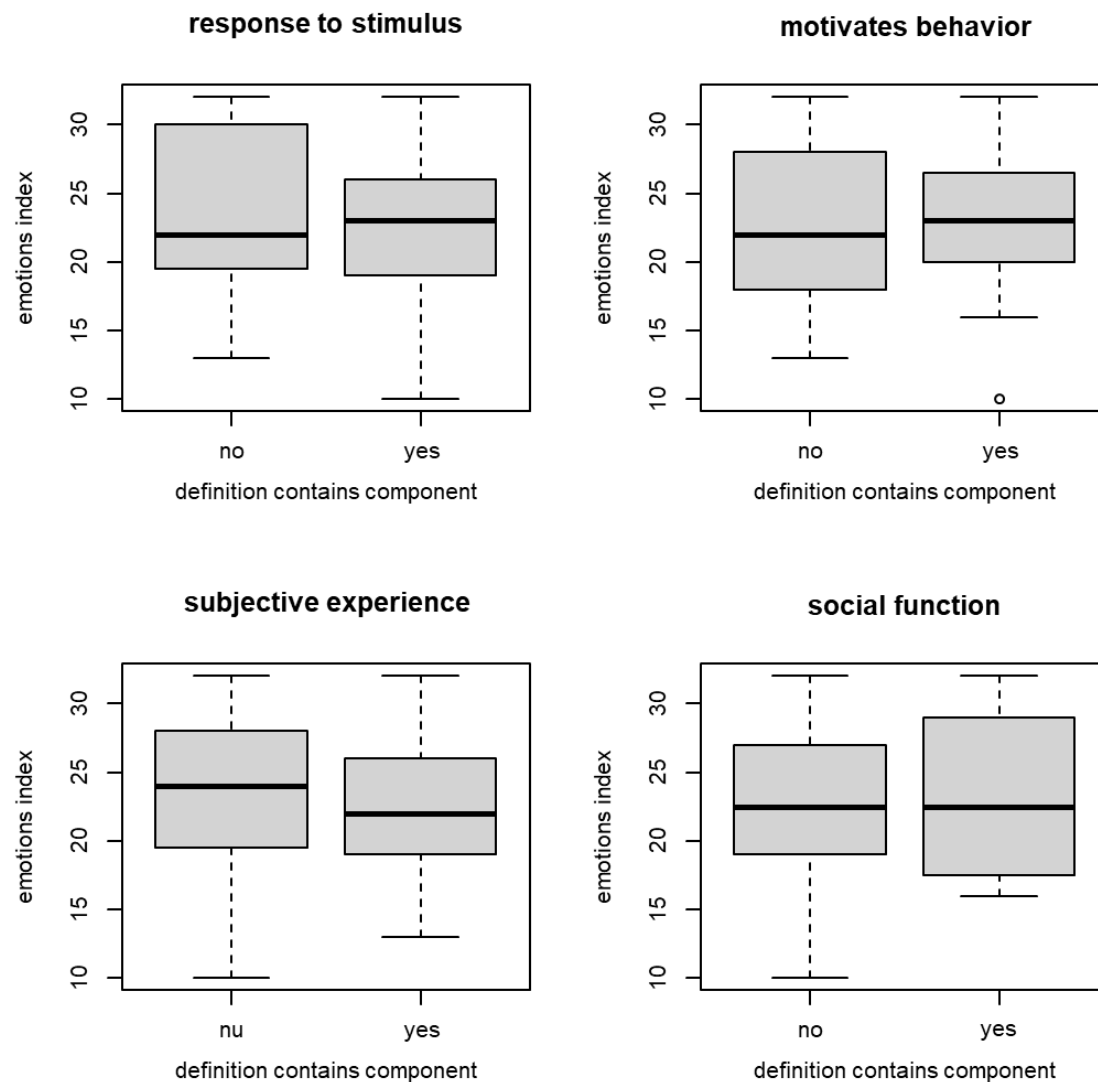 response to stimulus
emotions index
10 15 20 25 30
no yes
definition contains component
motivates behavior
emotions index
10 15 20 25 30
no yes
definition contains component
subjective experience
emotions index
10 15 20 25 30
nu yes
definition contains component
social function
emotions index
10 15 20 25 30
no yes
definition contains component